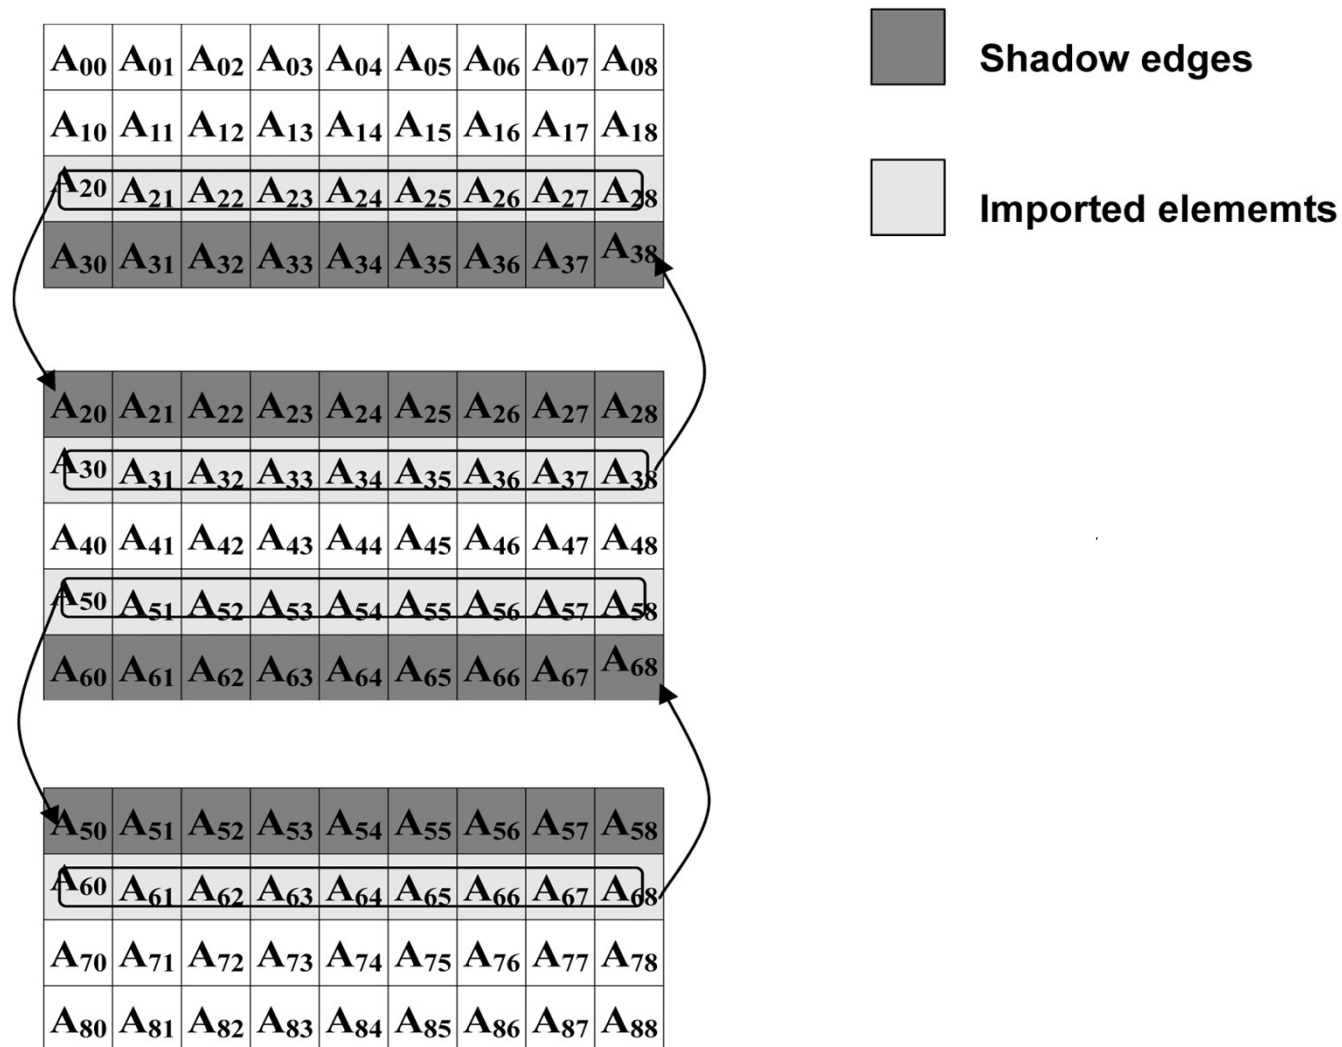 A00 A01 A02 A03 A04 A05 A06 A07 A08
A10 A11 A12 A13 A14 A15 A16 A17 A18
A20 A21 A22 A23 A24 A25 A26 A27 A28
A30 A31 A32 A33 A34 A35 A36 A37 A38
A20 A21 A22 A23 A24 A25 A26 A27 A28
A30 A31 A32 A33 A34 A35 A36 A37 A38
A40 A41 A42 A43 A44 A45 A46 A47 A48
A50 A51 A52 A53 A54 A55 A56 A57 A58
A60 A61 A62 A63 A64 A65 A66 A67 A68
A50 A51 A52 A53 A54 A55 A56 A57 A58
A60 A61 A62 A63 A64 A65 A66 A67 A68
A70 A71 A72 A73 A74 A75 A76 A77 A78
A80 A81 A82 A83 A84 A85 A86 A87 A88
Shadow edges
Imported elememts